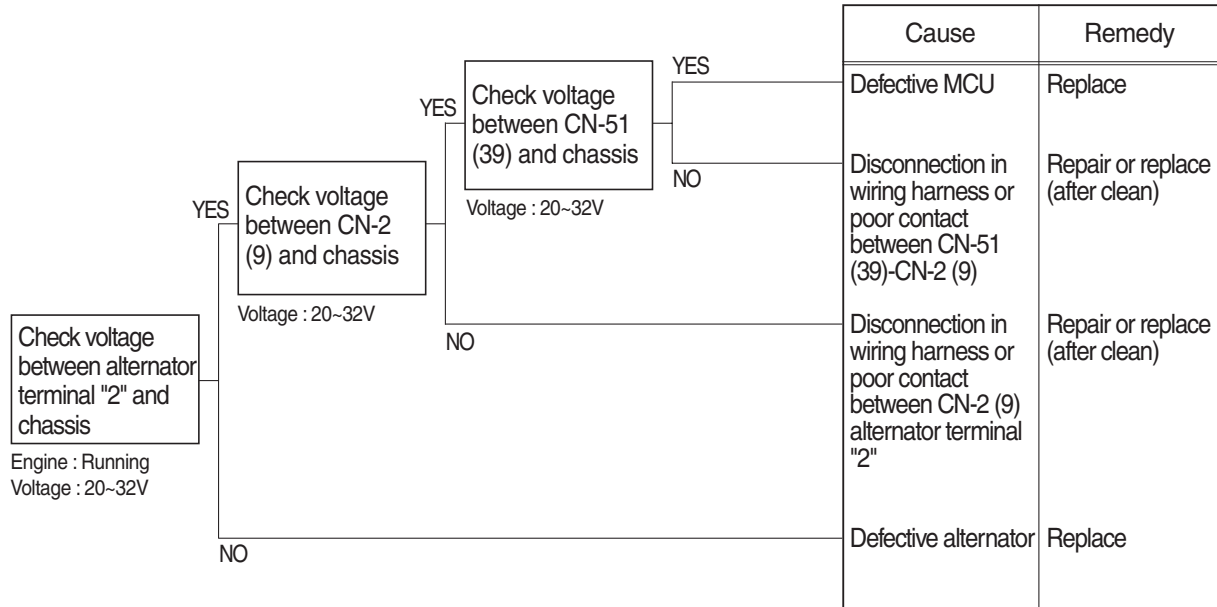 Cause
Remedy
YES
Defective MCU
Replace
Check voltage
between CN-51
(39) and chassis
YES
NO
Voltage : 20~32V
Disconnection in
wiring harness or
poor contact
between CN-51
(39)-CN-2 (9)
Repair or replace
(after clean)
Check voltage
between CN-2
(9) and chassis
YES
Voltage : 20~32V
NO
Disconnection in
wiring harness or
poor contact
between CN-2 (9)
alternator terminal
"2"
Repair or replace
(after clean)
Check voltage
between alternator
terminal "2" and
chassis
Engine : Running
Voltage : 20~32V
NO
Defective alternator
Replace